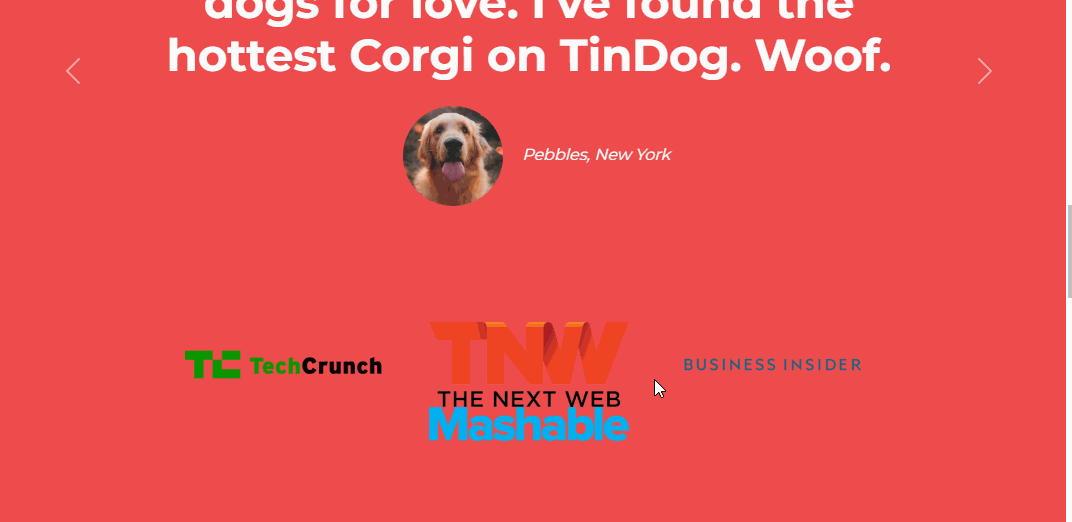 dogs for love. I've found the
hottest Corgi on TinDog. Woof.
Pebbles, New York
TC TechCrunch
TNW
THE NEXT WEB
BUSINESS INSIDER
Mashable